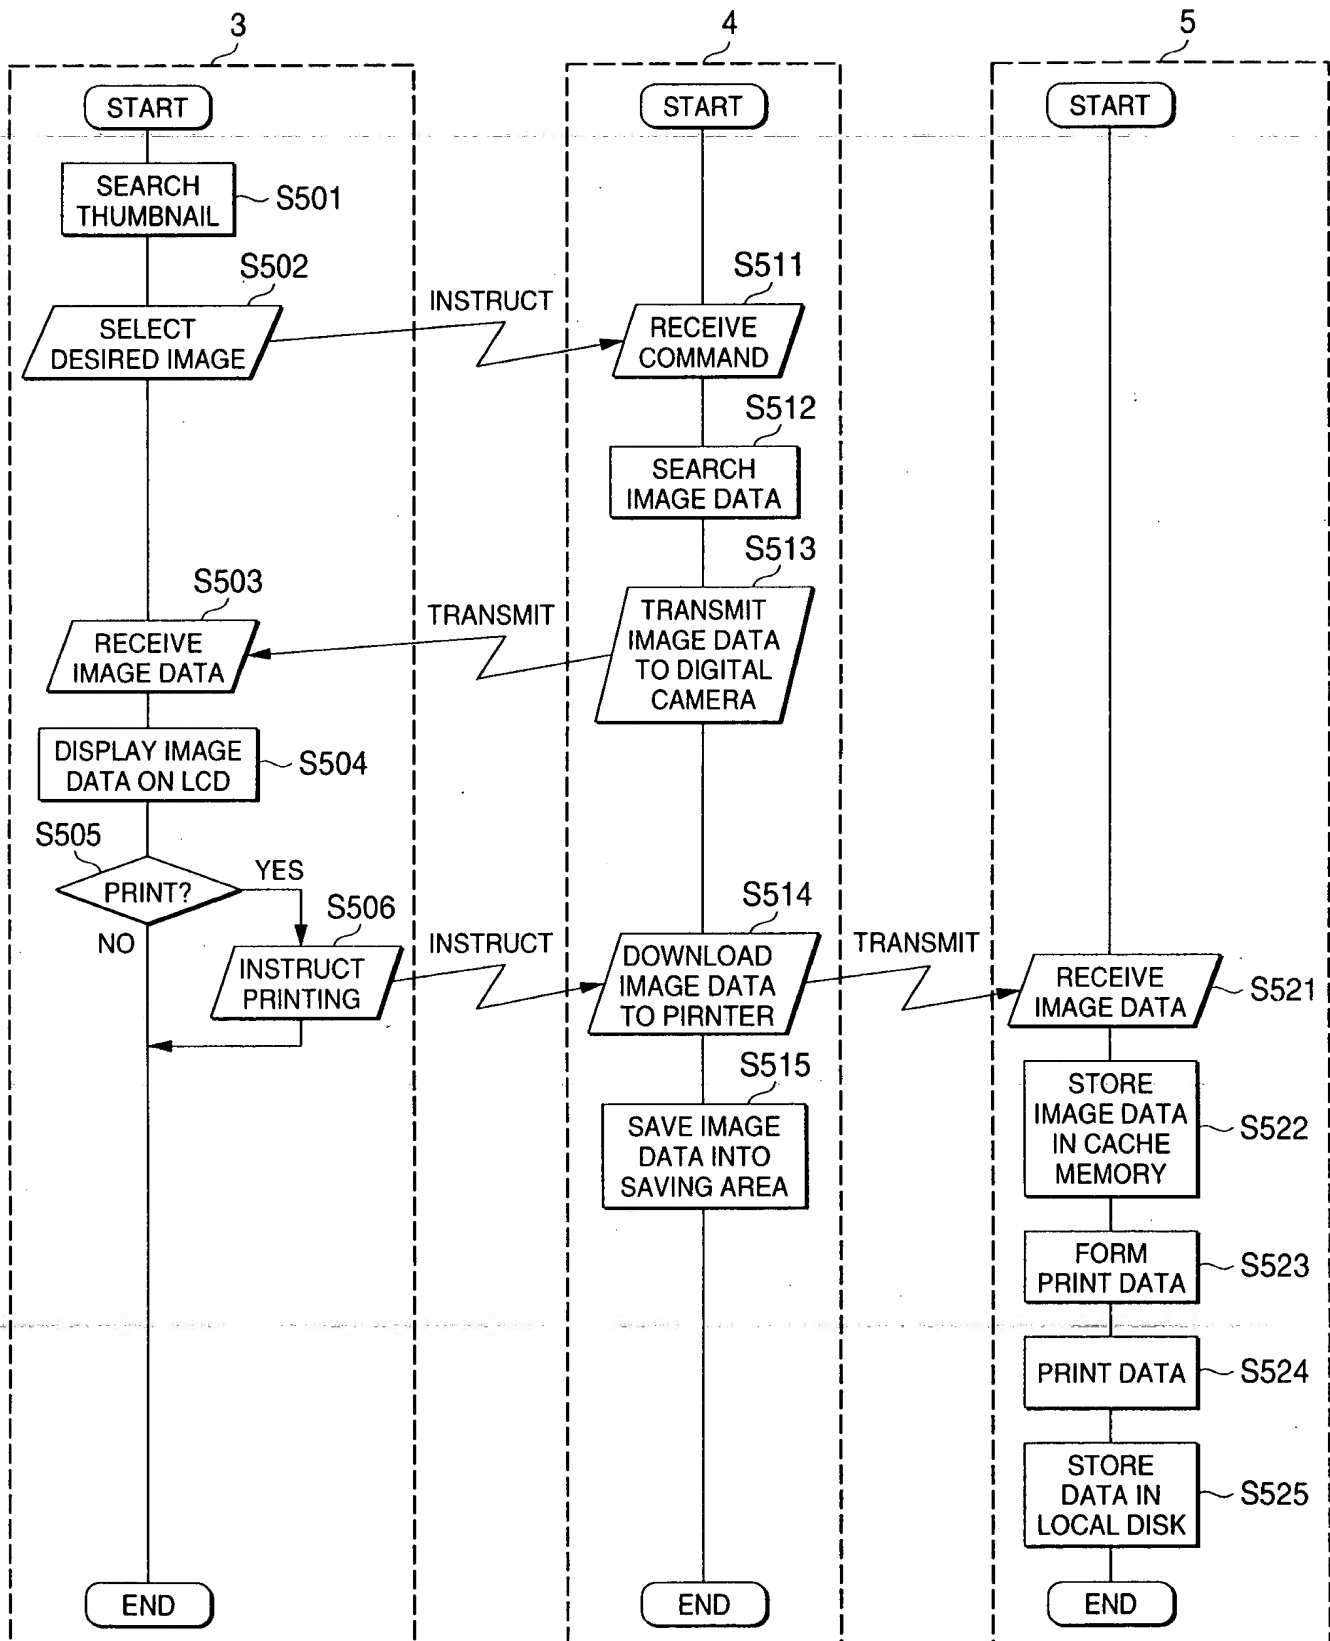 3
4
5
START
START
START
SEARCH
THUMBNAIL
S501
S502
SELECT
DESIRED IMAGE
INSTRUCT
S511
RECEIVE
COMMAND
S512
SEARCH
IMAGE DATA
S513
TRANSMIT
IMAGE DATA
TO DIGITAL
CAMERA
TRANSMIT
S503
RECEIVE
IMAGE DATA
DISPLAY IMAGE
DATA ON LCD
S504
S505
PRINT?
YES
NO
S506
INSTRUCT
PRINTING
INSTRUCT
S514
DOWNLOAD
IMAGE DATA
TO PIRNTER
TRANSMIT
RECEIVE
IMAGE DATA
S521
S515
SAVE IMAGE
DATA INTO
SAVING AREA
STORE
IMAGE DATA
IN CACHE
MEMORY
S522
FORM
PRINT DATA
S523
PRINT DATA
S524
STORE
DATA IN
LOCAL DISK
S525
END
END
END